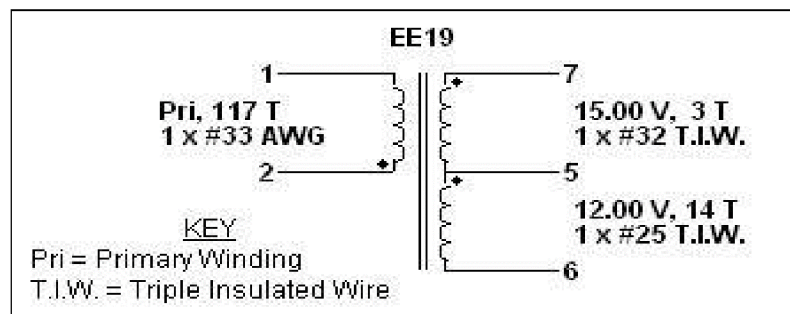 EE19
1
7
Pri, 117 T
1 x #33 AWG
15.00 V, 3 T
1 x #32 T.I.W.
2
5
12.00 V, 14 T
1 x #25 T.I.W.
6
KEY
Pri = Primary Winding
T.I.W. = Triple Insulated Wire